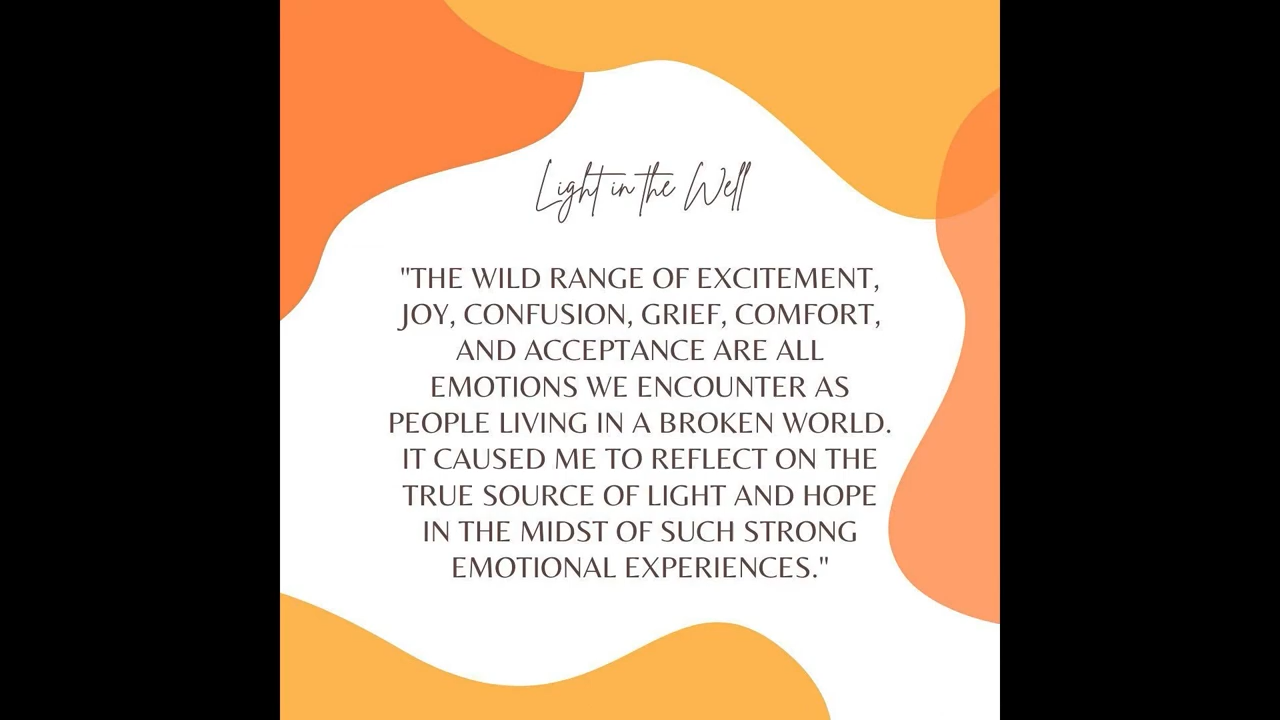 Light in the Well
"THE WILD RANGE OF EXCITEMENT,
JOY, CONFUSION, GRIEF, COMFORT,
AND ACCEPTANCE ARE ALL
EMOTIONS WE ENCOUNTER AS
PEOPLE LIVING IN A BROKEN WORLD.
IT CAUSED ME TO REFLECT ON THE
TRUE SOURCE OF LIGHT AND HOPE
IN THE MIDST OF SUCH STRONG
EMOTIONAL EXPERIENCES."